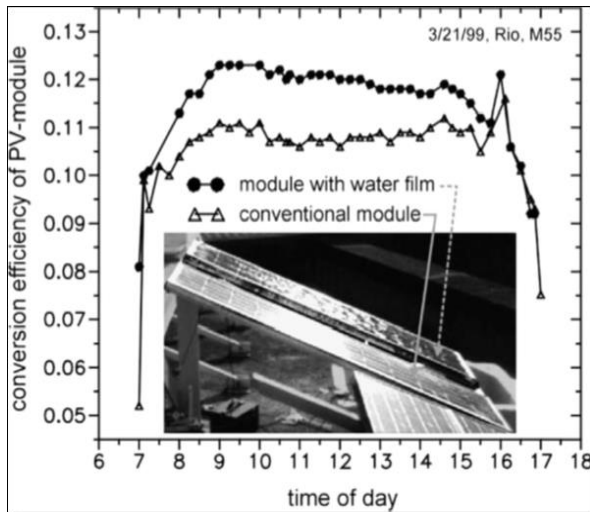 3/21/99, Rio, M55
conversion efficiency of PV-module
0.13
0.12
0.11
0.10
0.09
0.08
0.07
0.06
0.05
module with water film
conventional module
6 7 8 9 10 11 12 13 14 15 16 17 18
time of day